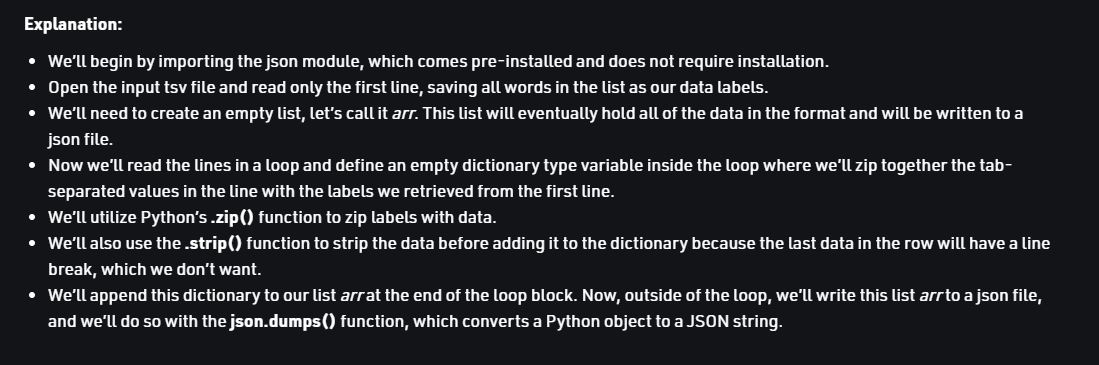 Explanation:
• We'll begin by importing the json module, which comes pre-installed and does not require installation.
• Open the input tsv file and read only the first line, saving all words in the list as our data labels.
• We'll need to create an empty list, let's call it arr. This list will eventually hold all of the data in the format and will be written to a
json file.
• Now we'll read the lines in a loop and define an empty dictionary type variable inside the loop where we'll zip together the tab-
separated values in the line with the labels we retrieved from the first line.
• We'll utilize Python's .zip() function to zip labels with data.
• We'll also use the .strip() function to strip the data before adding it to the dictionary because the last data in the row will have a line
break, which we don't want.
• We'll append this dictionary to our list arr at the end of the loop block. Now, outside of the loop, we'll write this list arr to a json file,
and we'll do so with the json.dumps() function, which converts a Python object to a JSON string.